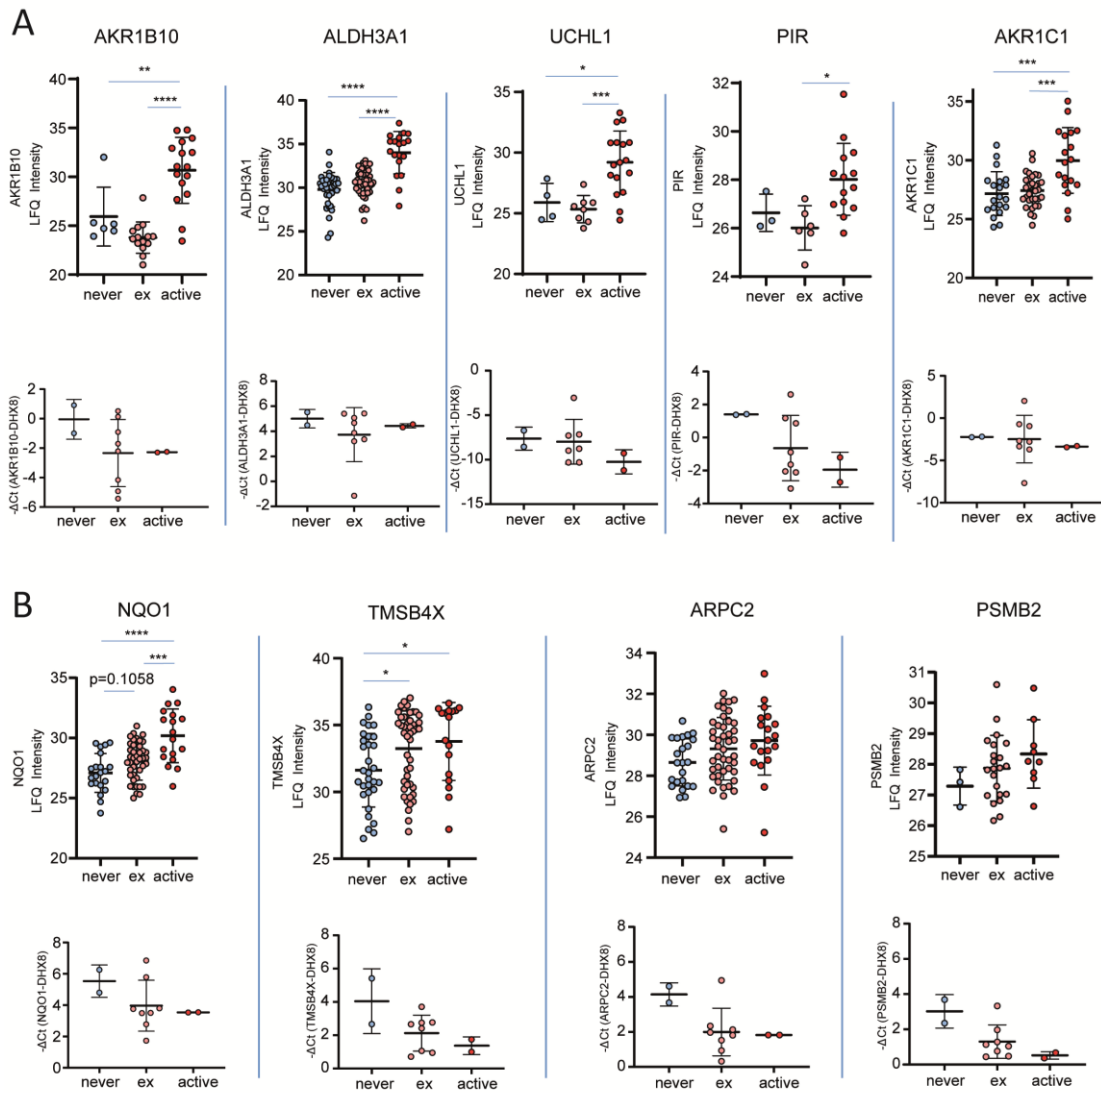 A
AKR1B10
ALDH3A1
UCHL1
PIR
AKR1C1
AKR1B10
LFQ Intensity
40
35
30
25
20
**
****
never ex active
ALDH3A1
LFQ Intensity
40
35
30
25
20
****
****
never ex active
UCHL1
LFQ Intensity
35
30
25
20
*
***
never ex active
PIR
LFQ Intensity
32
30
28
26
24
*
never ex active
AKR1C1
LFQ Intensity
35
30
25
20
***
***
never ex active
-ΔCt (AKR1B10-DHX8)
2
0
-2
-4
-6
never ex active
-ΔCt (ALDH3A1-DHX8)
8
6
4
2
0
-2
never ex active
-ΔCt (UCHL1-DHX8)
0
-5
-10
-15
never ex active
-ΔCt (PIR-DHX8)
4
2
0
-2
-4
never ex active
-ΔCt (AKR1C1-DHX8)
5
0
-5
-10
never ex active
B
NQO1
TMSB4X
ARPC2
PSMB2
NQO1
LFQ Intensity
35
30
25
20
****
***
p=0.1058
never ex active
TMSB4X
LFQ Intensity
40
35
30
25
*
*
never ex active
ARPC2
LFQ Intensity
34
32
30
28
26
24
never ex active
PSMB2
LFQ Intensity
31
30
29
28
27
26
25
never ex active
-ΔCt (NQO1-DHX8)
8
6
4
2
0
never ex active
-ΔCt (TMSB4X-DHX8)
8
6
4
2
0
never ex active
-ΔCt (ARPC2-DHX8)
8
6
4
2
0
never ex active
-ΔCt (PSMB2-DHX8)
8
6
4
2
0
never ex active